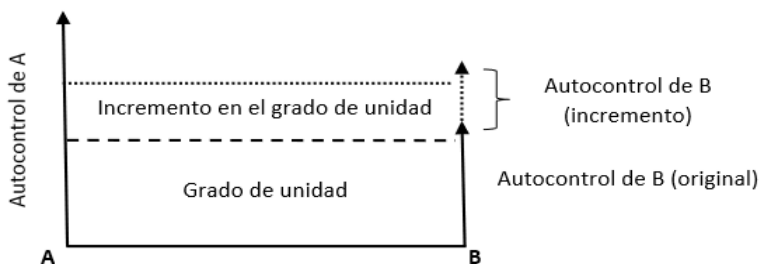 Autocontrol de A
Incremento en el grado de unidad
Autocontrol de B
(incremento)
Grado de unidad
Autocontrol de B (original)
A
B